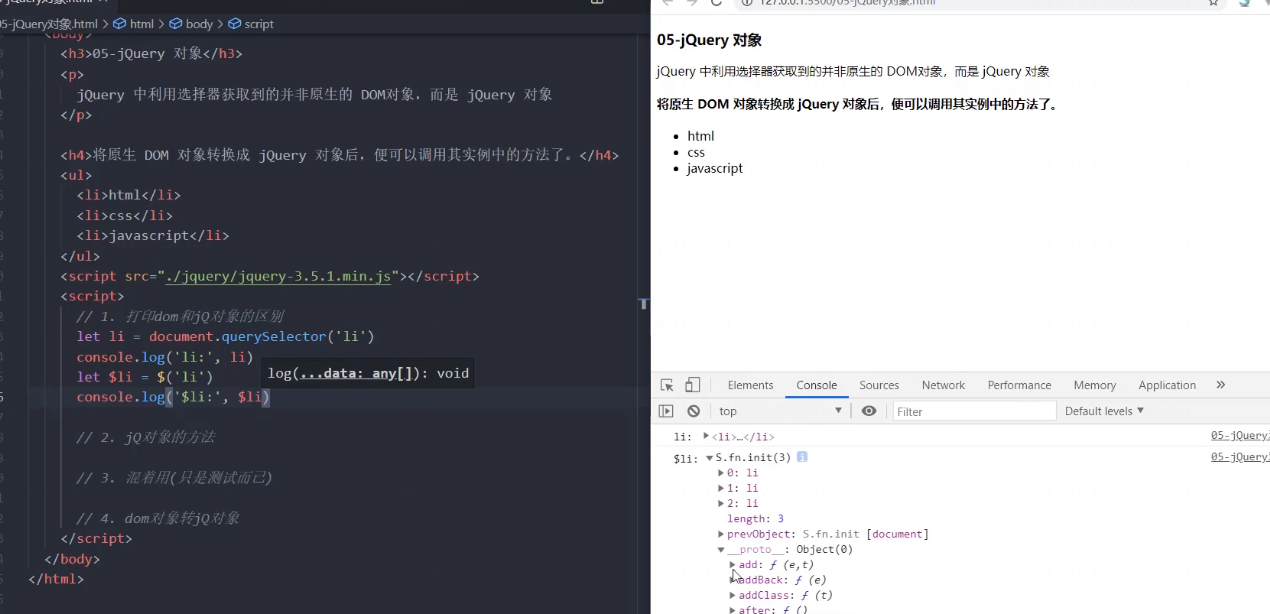 05-jQuery对象.html > html > body > script
<body>
<h3>05-jQuery 对象</h3>
<p>
jQuery 中利用选择器获取到的并非原生的 DOM对象，而是 jQuery 对象
</p>
<h4>将原生 DOM 对象转换成 jQuery 对象后，便可以调用其实例中的方法了。</h4>
<ul>
<li>html</li>
<li>css</li>
<li>javascript</li>
</ul>
<script src="./jquery/jquery-3.5.1.min.js"></script>
<script>
// 1. 打印dom和jQ对象的区别
let li = document.querySelector('li')
console.log('li:', li)
log(...data: any[]): void
let $li = $('li')
console.log('$li:', $li)
// 2. jQ对象的方法
// 3. 混着用(只是测试而已)
// 4. dom对象转jQ对象
</script>
</body>
</html>
127.0.0.1:5500/05-jQuery对象.html
05-jQuery 对象
jQuery 中利用选择器获取到的并非原生的 DOM对象，而是 jQuery 对象
将原生 DOM 对象转换成 jQuery 对象后，便可以调用其实例中的方法了。
html
css
javascript
Elements Console Sources Network Performance Memory Application »
top Filter Default levels
li: <li>…</li> 05-jQuery
$li: S.fn.init(3) i 05-jQuery
0: li
1: li
2: li
length: 3
prevObject: S.fn.init [document]
__proto__: Object(0)
add: ƒ (e,t)
addBack: ƒ (e)
addClass: ƒ (t)
after: ƒ ()